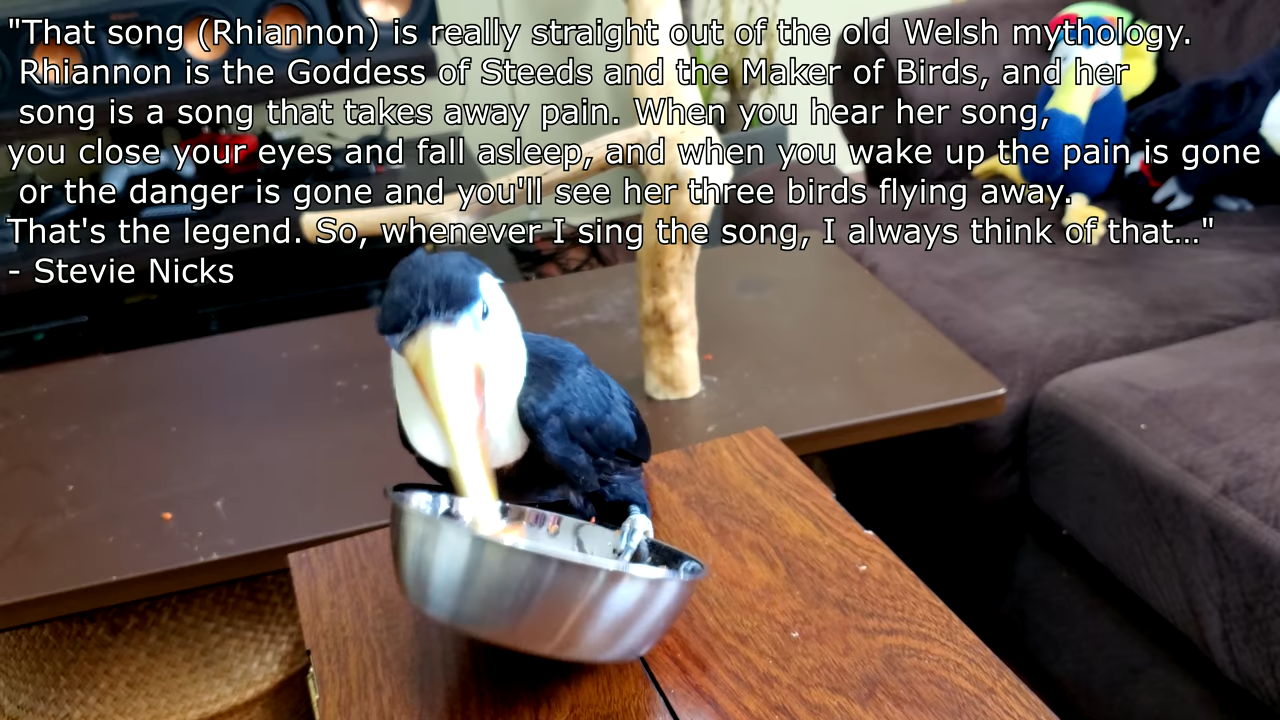 "That song (Rhiannon) is really straight out of the old Welsh mythology.
Rhiannon is the Goddess of Steeds and the Maker of Birds, and her
song is a song that takes away pain. When you hear her song,
you close your eyes and fall asleep, and when you wake up the pain is gone
or the danger is gone and you'll see her three birds flying away.
That's the legend. So, whenever I sing the song, I always think of that..."
- Stevie Nicks